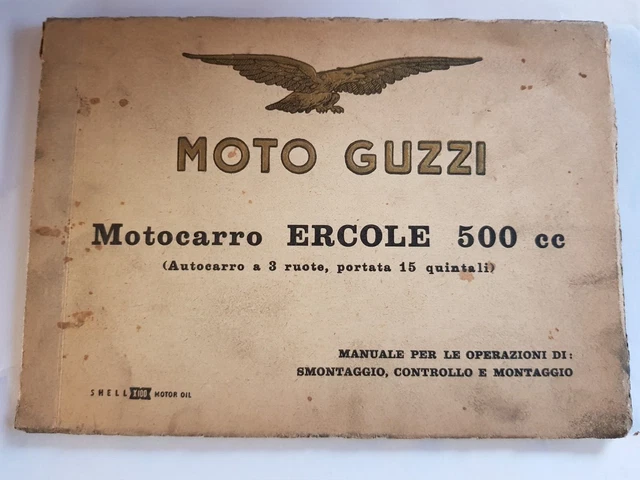 MOTO GUZZI
Motocarro ERCOLE 500 cc
(Autocarro a 3 ruote, portata 15 quintali)
MANUALE PER LE OPERAZIONI DI:
SMONTAGGIO, CONTROLLO E MONTAGGIO
SHELL X100 MOTOR OIL